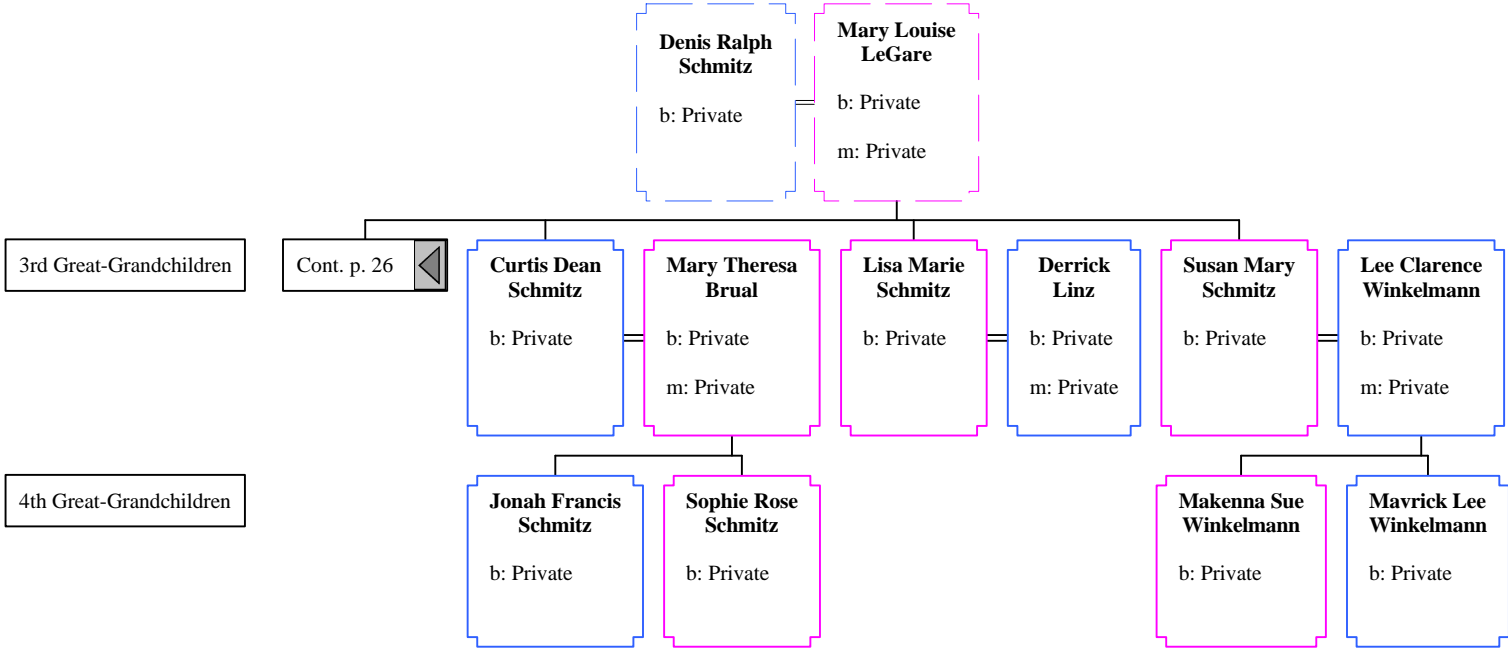 Denis Ralph
Schmitz
b: Private
Mary Louise
LeGare
b: Private
m: Private
3rd Great-Grandchildren
Cont. p. 26
Curtis Dean
Schmitz
b: Private
Mary Theresa
Brual
b: Private
m: Private
Lisa Marie
Schmitz
b: Private
Derrick
Linz
b: Private
m: Private
Susan Mary
Schmitz
b: Private
Lee Clarence
Winkelmann
b: Private
m: Private
4th Great-Grandchildren
Jonah Francis
Schmitz
b: Private
Sophie Rose
Schmitz
b: Private
Makenna Sue
Winkelmann
b: Private
Mavrick Lee
Winkelmann
b: Private